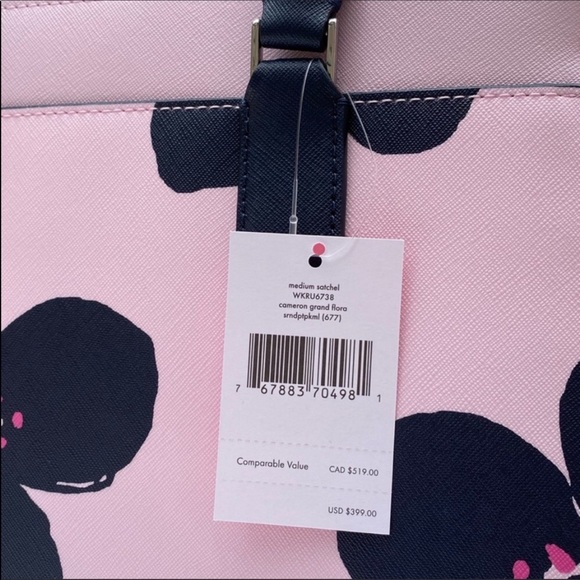 medium satchel
WKRU6738
cameron grand flora
srndptpkml (677)
7 67883 70498 1
Comparable Value CAD $519.00
USD $399.00